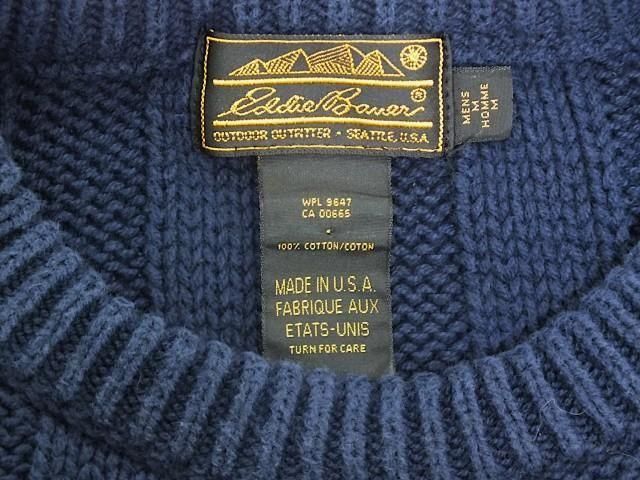 Eddie Bauer®
OUTDOOR OUTFITTER • SEATTLE, U.S.A.
MENS
M
HOMME
M
WPL 9647
CA 00665
100% COTTON/COTON
MADE IN U.S.A.
FABRIQUE AUX
ETATS-UNIS
TURN FOR CARE